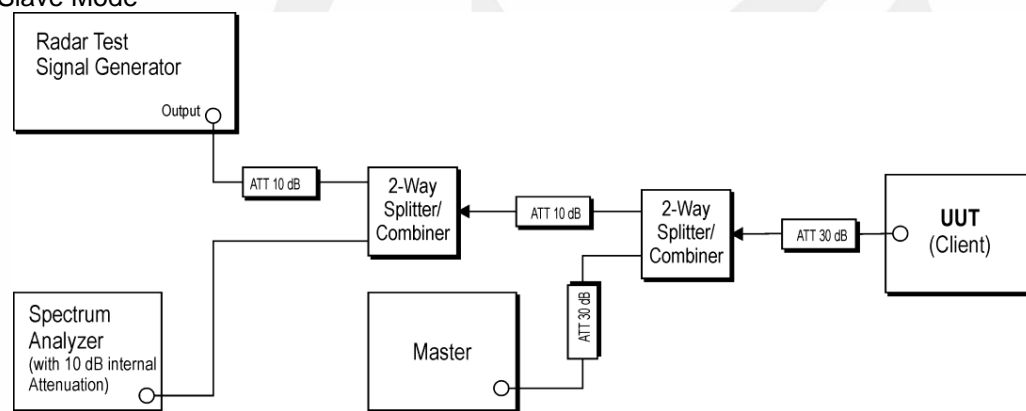 Slave Mode
Radar Test
Signal Generator
Output
ATT 10 dB
2-Way
Splitter/
Combiner
ATT 10 dB
2-Way
Splitter/
Combiner
ATT 30 dB
UUT
(Client)
Spectrum
Analyzer
(with 10 dB internal
Attenuation)
Master
ATT 30 dB